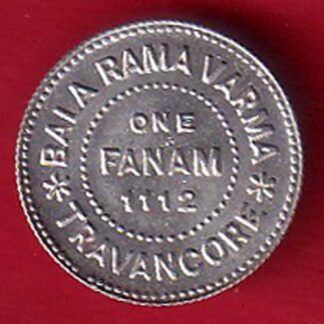 BALA RAMA VARMA
ONE
FANAM
1112
TRAVANCORE